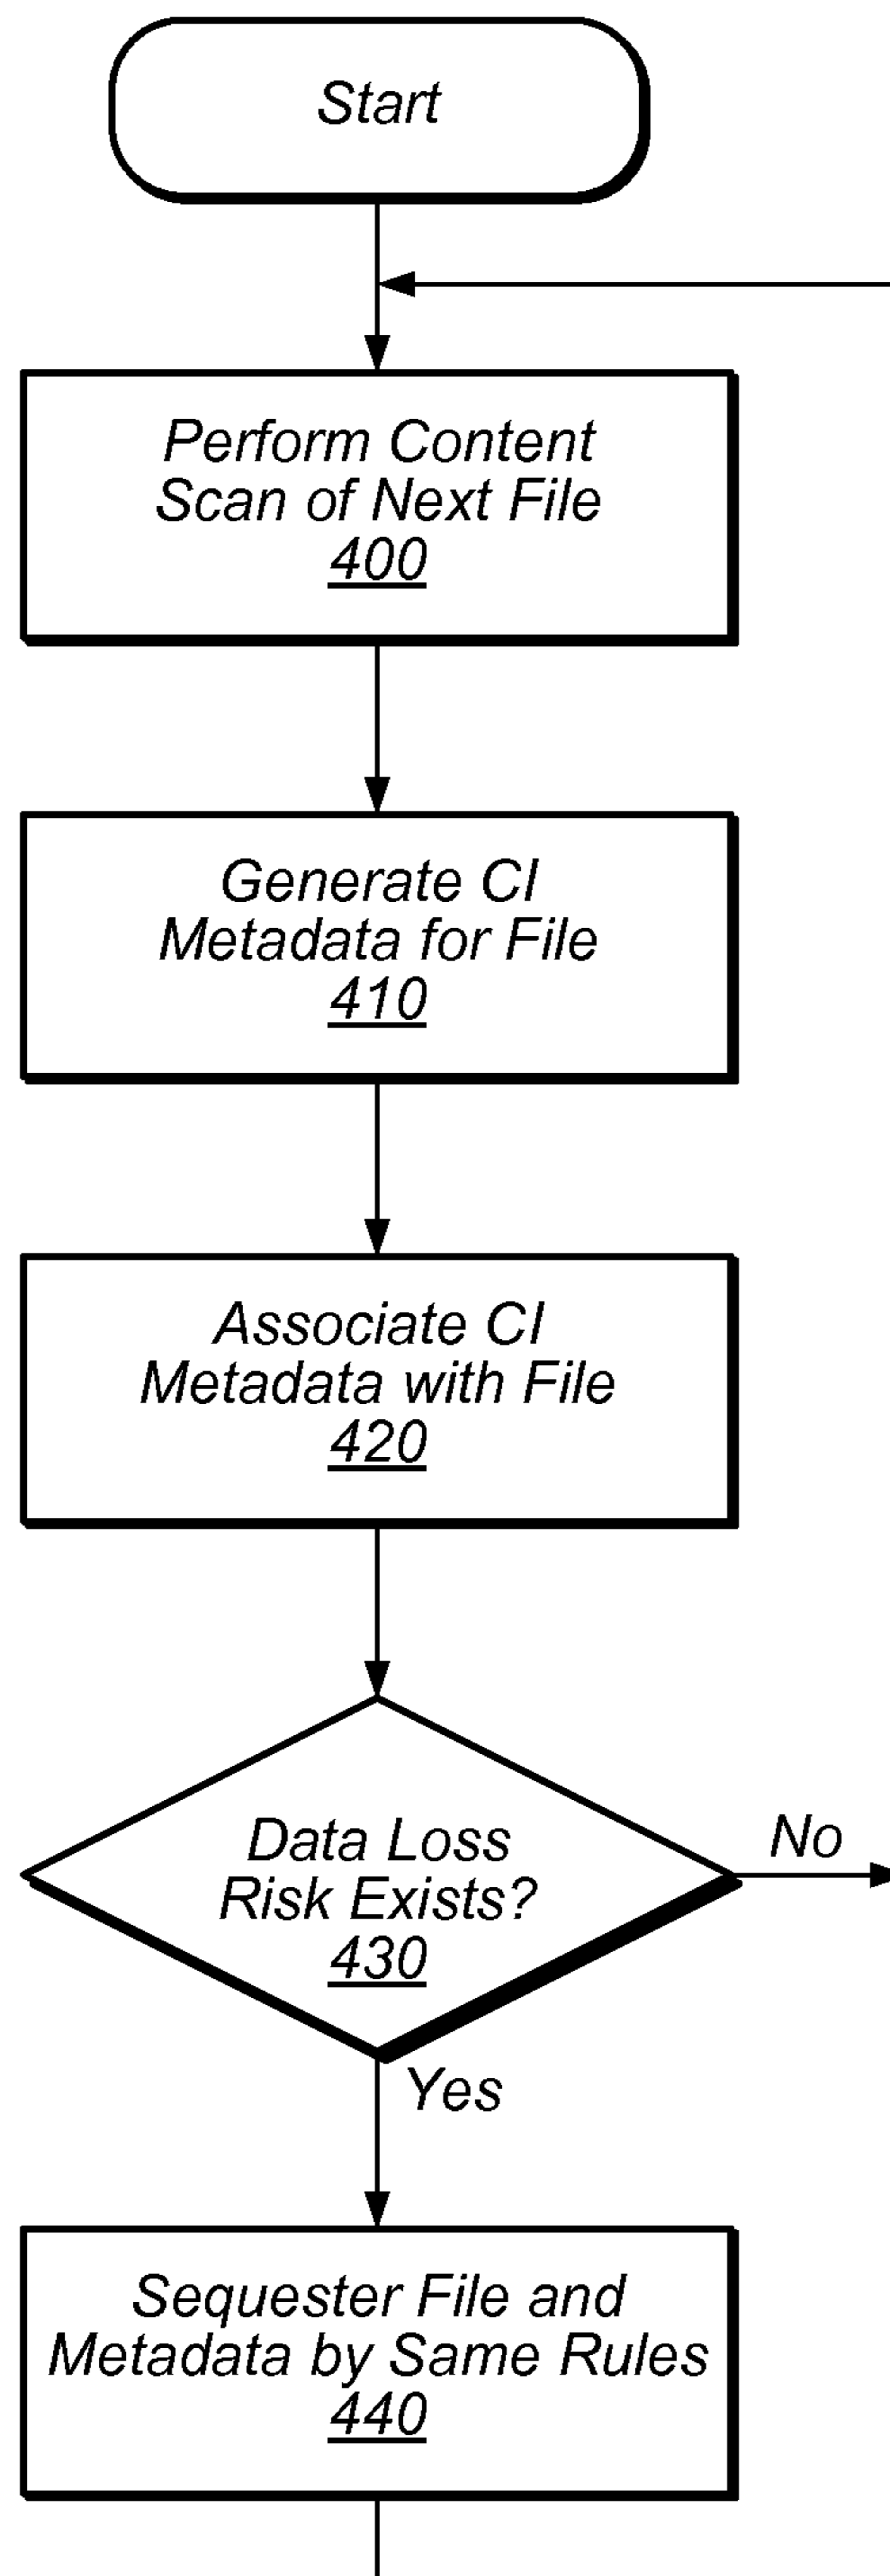 Start
Perform Content
Scan of Next File
400
Generate CI
Metadata for File
410
Associate CI
Metadata with File
420
Data Loss
Risk Exists?
430
No
Yes
Sequester File and
Metadata by Same Rules
440